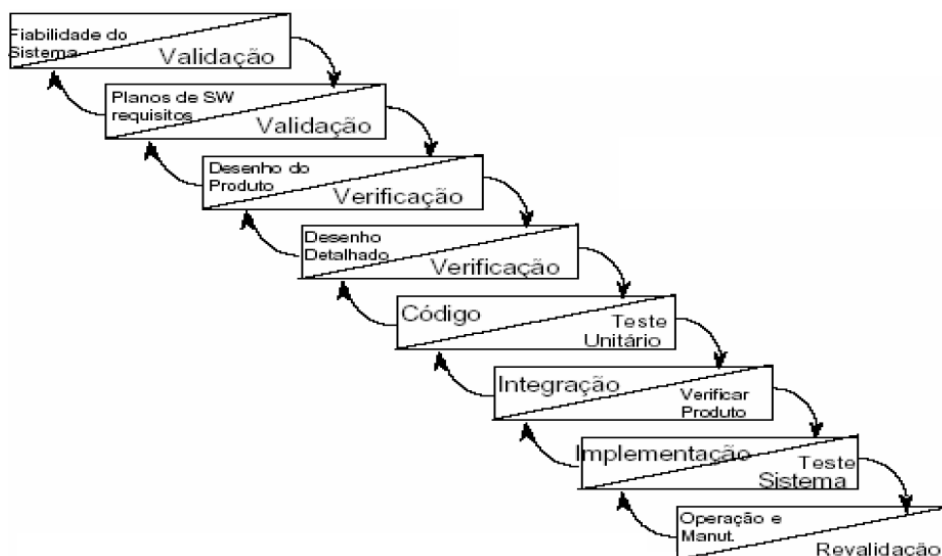 Fiabilidade do
Sistema
Validação
Planos de SW
requisitos
Validação
Desenho do
Produto
Verificação
Desenho
Detalhado
Verificação
Código
Teste
Unitário
Integração
Verificar
Produto
Implementação
Teste
Sistema
Operação e
Manut.
Revalidação